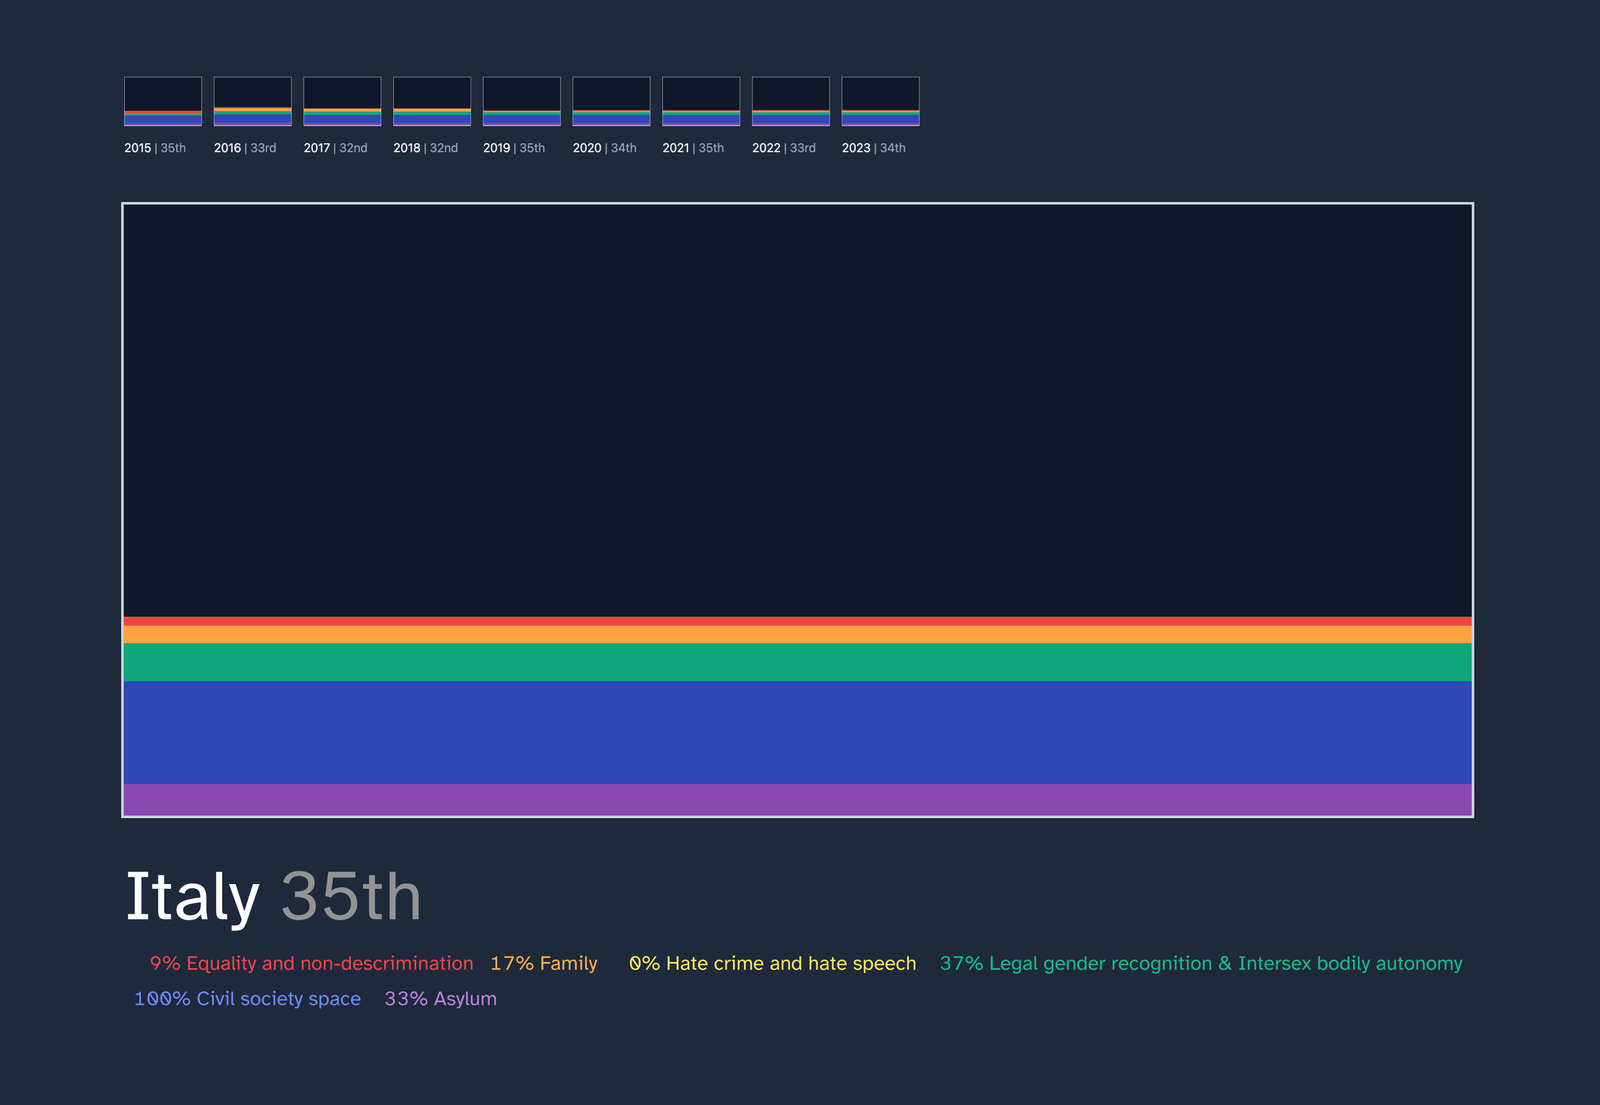 2015 | 35th 2016 | 33rd 2017 | 32nd 2018 | 32nd 2019 | 35th 2020 | 34th 2021 | 35th 2022 | 33rd 2023 | 34th
Italy 35th
9% Equality and non-descrimination 17% Family 0% Hate crime and hate speech 37% Legal gender recognition & Intersex bodily autonomy
100% Civil society space 33% Asylum